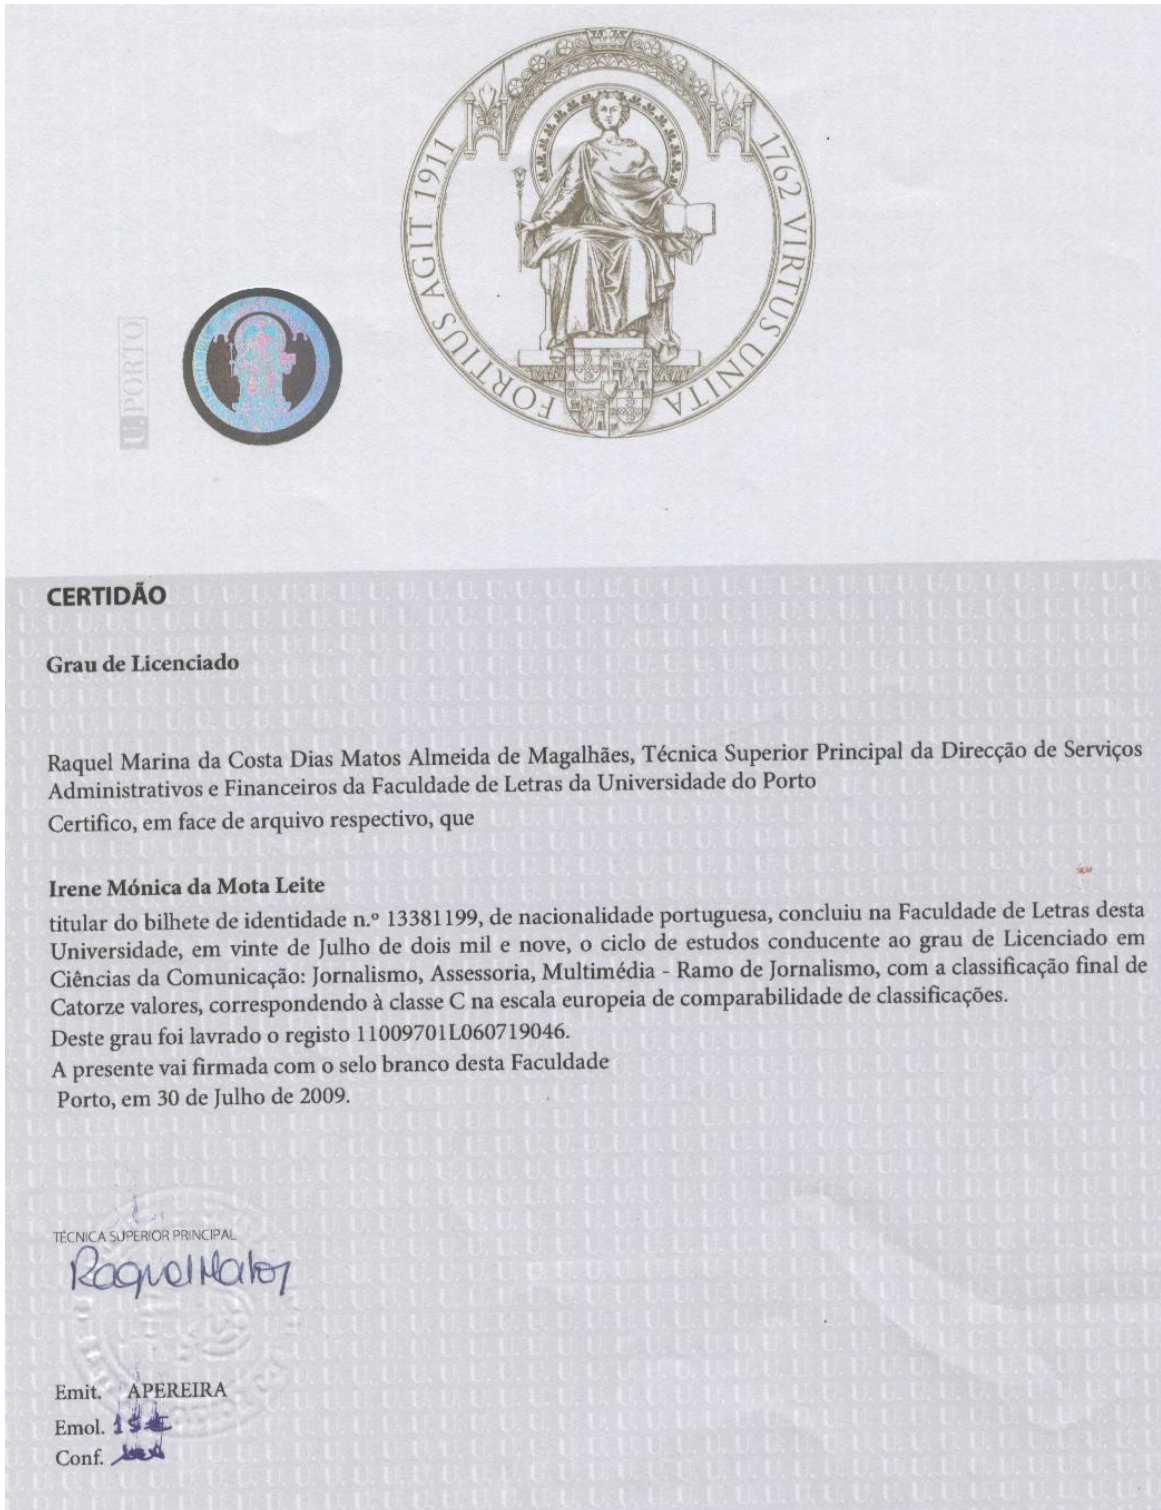 FORTIUS AGIT 1911
1762 VIRTUS UNITA
U. PORTO
CERTIDÃO
Grau de Licenciado
Raquel Marina da Costa Dias Matos Almeida de Magalhães, Técnica Superior Principal da Direcção de Serviços
Administrativos e Financeiros da Faculdade de Letras da Universidade do Porto
Certifico, em face de arquivo respectivo, que
Irene Mónica da Mota Leite
titular do bilhete de identidade n.º 13381199, de nacionalidade portuguesa, concluiu na Faculdade de Letras desta
Universidade, em vinte de Julho de dois mil e nove, o ciclo de estudos conducente ao grau de Licenciado em
Ciências da Comunicação: Jornalismo, Assessoria, Multimédia - Ramo de Jornalismo, com a classificação final de
Catorze valores, correspondendo à classe C na escala europeia de comparabilidade de classificações.
Deste grau foi lavrado o registo 11009701L060719046.
A presente vai firmada com o selo branco desta Faculdade
Porto, em 30 de Julho de 2009.
TÉCNICA SUPERIOR PRINCIPAL
Raquel Matos
Emit. APEREIRA
Emol. 15€
Conf.